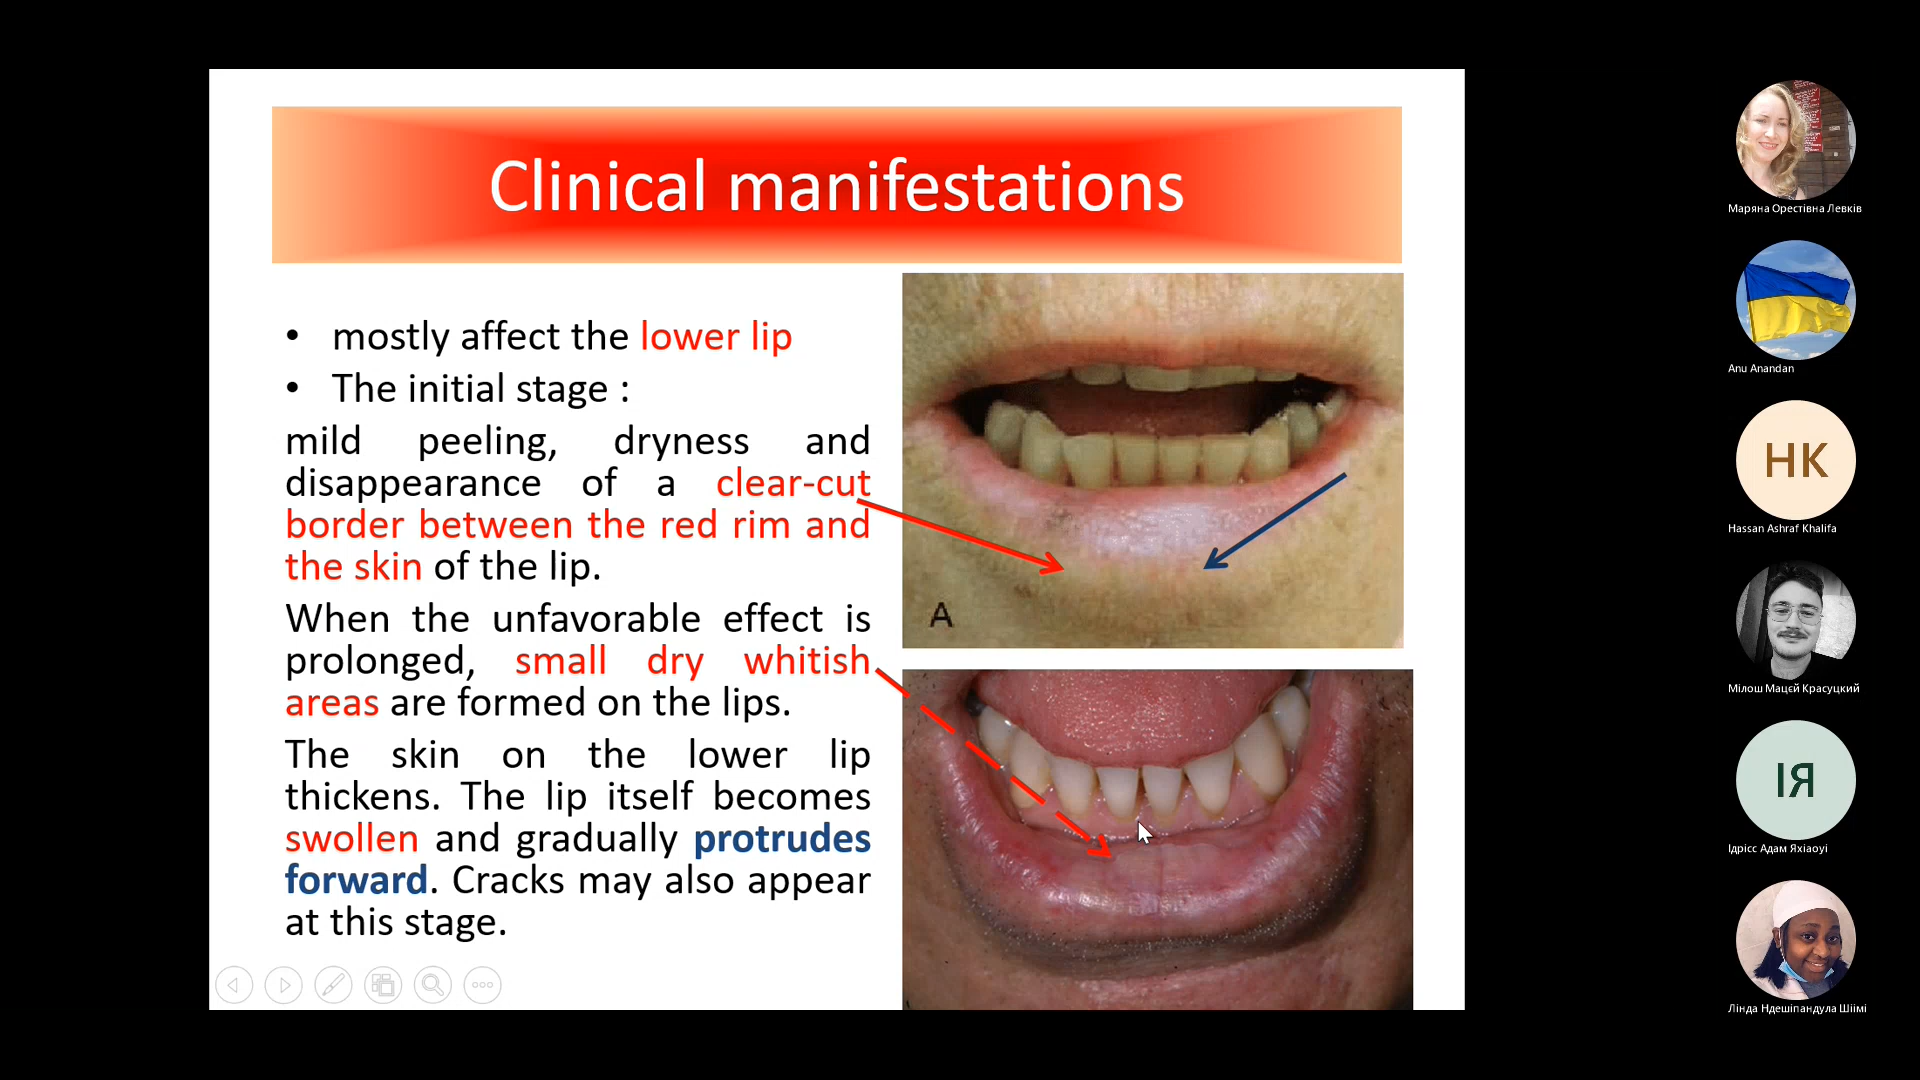 Clinical manifestations
• mostly affect the lower lip
• The initial stage :
mild peeling, dryness and
disappearance of a clear-cut
border between the red rim and
the skin of the lip.
When the unfavorable effect is
prolonged, small dry whitish
areas are formed on the lips.
The skin on the lower lip
thickens. The lip itself becomes
swollen and gradually protrudes
forward. Cracks may also appear
at this stage.
A
Маряна Орестівна Левків
Anu Anandan
НК
Hassan Ashraf Khalifa
Мілош Мацєй Красуцкий
ІЯ
Ідрісс Адам Яхіаоуі
Лінда Ндешіпандула Шіімі